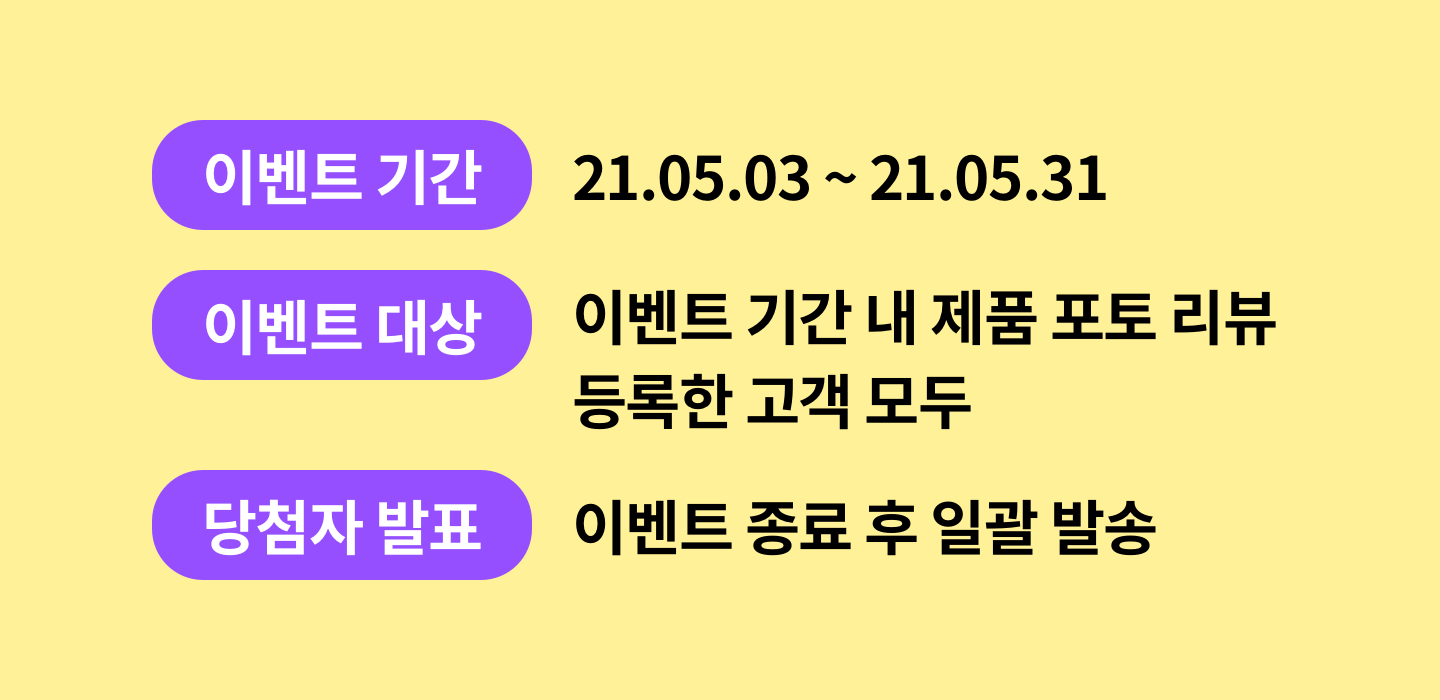 이벤트 기간 21.05.03 ~ 21.05.31
이벤트 대상 이벤트 기간 내 제품 포토 리뷰
등록한 고객 모두
당첨자 발표 이벤트 종료 후 일괄 발송